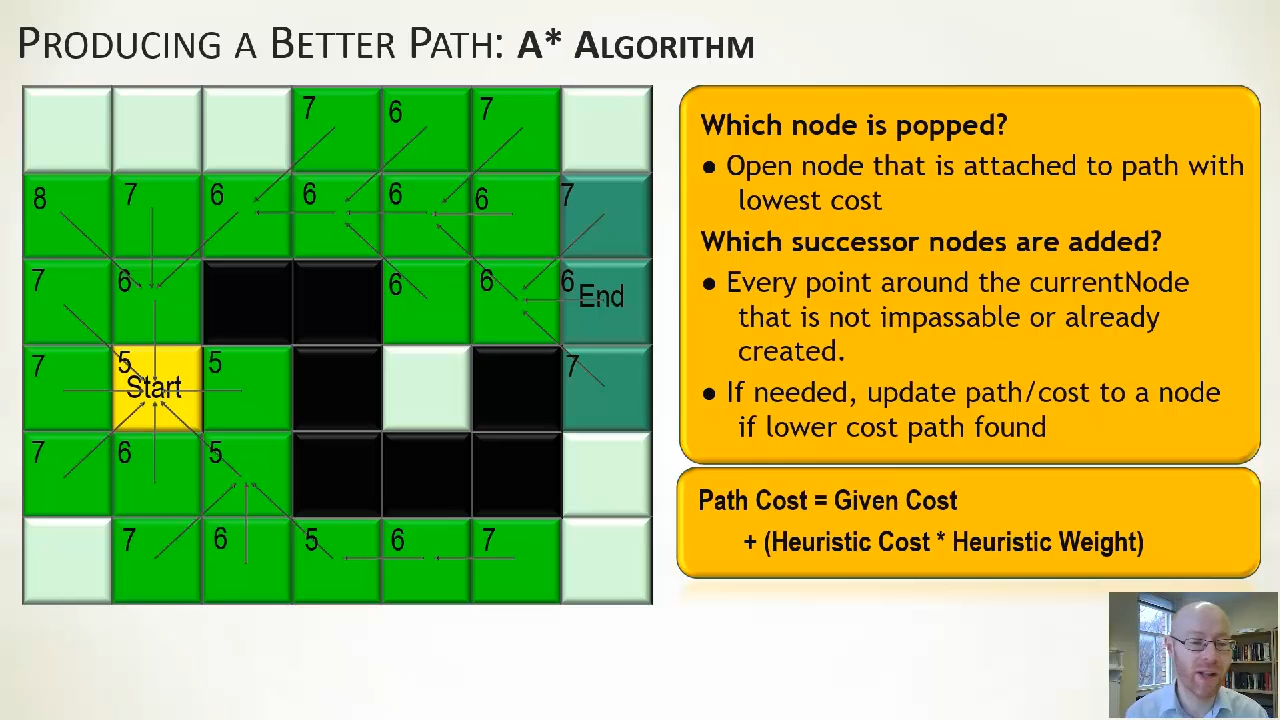 PRODUCING A BETTER PATH: A* ALGORITHM
7 6 7
8 7 6 6 6 6 7
7 6 6 6 6 End
7 5 Start 5 7
7 6 5
7 6 5 6 7
Which node is popped?
● Open node that is attached to path with
lowest cost
Which successor nodes are added?
● Every point around the currentNode
that is not impassable or already
created.
● If needed, update path/cost to a node
if lower cost path found
Path Cost = Given Cost
+ (Heuristic Cost * Heuristic Weight)